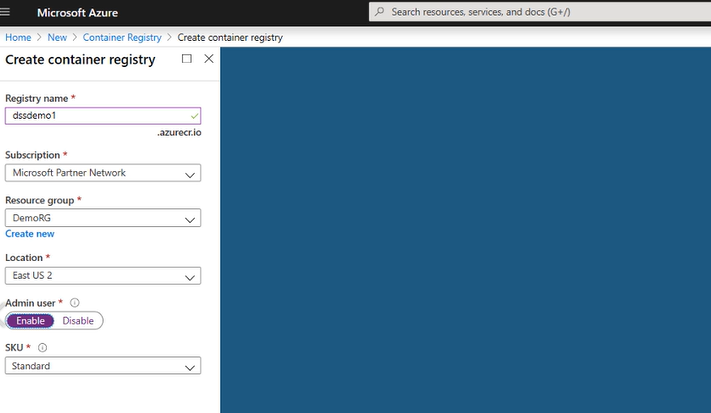 Microsoft Azure
Search resources, services, and docs (G+/)
Home > New > Container Registry > Create container registry
Create container registry
Registry name *
dssdemo1
.azurecr.io
Subscription *
Microsoft Partner Network
Resource group *
DemoRG
Create new
Location *
East US 2
Admin user *
Enable Disable
SKU *
Standard